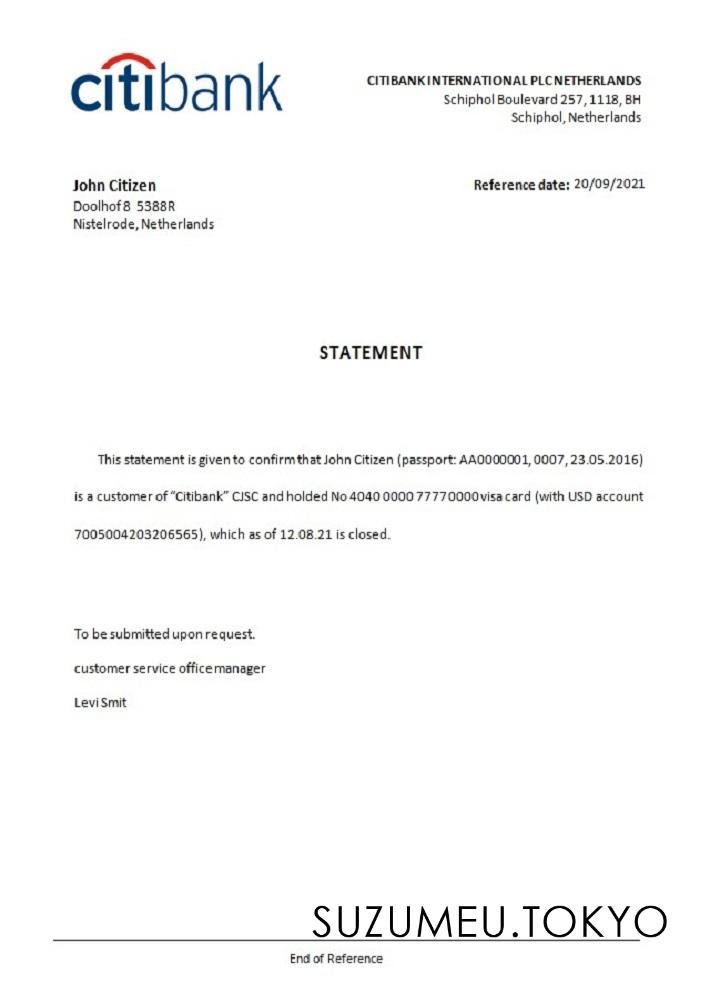 citibank
CITIBANK INTERNATIONAL PLC NETHERLANDS
Schiphol Boulevard 257, 1118, BH
Schiphol, Netherlands
John Citizen
Doolhof 8 5388R
Nistelrode, Netherlands
Reference date: 20/09/2021
STATEMENT
This statement is given to confirm that John Citizen (passport: AA0000001, 0007, 23.05.2016)
is a customer of “Citibank” CJSC and holded No 4040 0000 7777 0000 visa card (with USD account
7005004203206565), which as of 12.08.21 is closed.
To be submitted upon request.
customer service office manager
Levi Smit
SUZUMEU.TOKYO
End of Reference